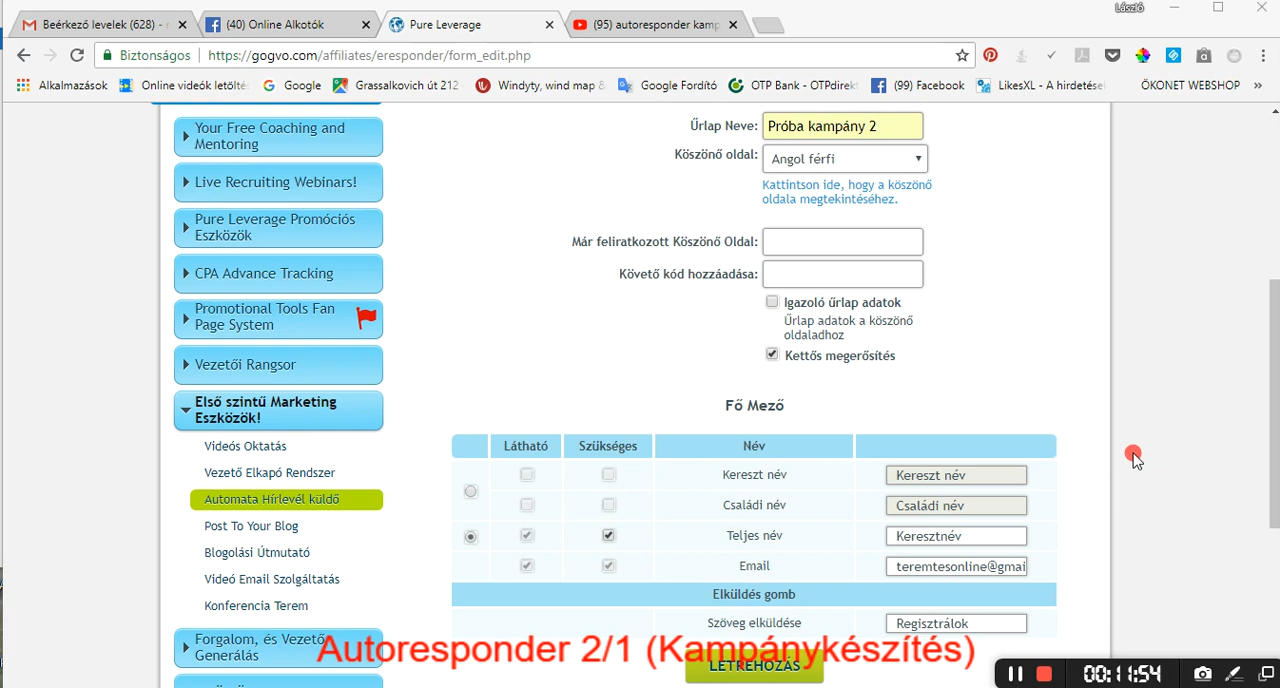 László
Beérkező levelek (628) -
(40) Online Alkotók
Pure Leverage
(95) autoresponder kamp
Biztonságos
https://gogvo.com/affiliates/eresponder/form_edit.php
Alkalmazások
Online videók letölté
Google
Grassalkovich út 212
Windyty, wind map &
Google Fordító
OTP Bank - OTPdirekt
(99) Facebook
LikesXL - A hirdetése
ÖKONET WEBSHOP
»
Your Free Coaching and
Mentoring
Live Recruiting Webinars!
Pure Leverage Promóciós
Eszközök
CPA Advance Tracking
Promotional Tools Fan
Page System
Vezetői Rangsor
Első szintű Marketing
Eszközök!
Videós Oktatás
Vezető Elkapó Rendszer
Automata Hírlevél küldő
Post To Your Blog
Blogolási Útmutató
Videó Email Szolgáltatás
Konferencia Terem
Forgalom, és Vezető
Generálás
Űrlap Neve:
Próba kampány 2
Köszönő oldal:
Angol férfi
Kattintson ide, hogy a köszönő
oldala megtekintéséhez.
Már feliratkozott Köszönő Oldal:
Követő kód hozzáadása:
Igazoló űrlap adatok
Űrlap adatok a köszönő
oldaladhoz
Kettős megerősítés
Fő Mező
Látható
Szükséges
Név
Kereszt név
Kereszt név
Családi név
Családi név
Teljes név
Keresztnév
Email
teremtesonline@gmai
Elküldés gomb
Szöveg elküldése
Regisztrálok
LÉTREHOZÁS
Autoresponder 2/1 (Kampánykészítés)
00:11:54